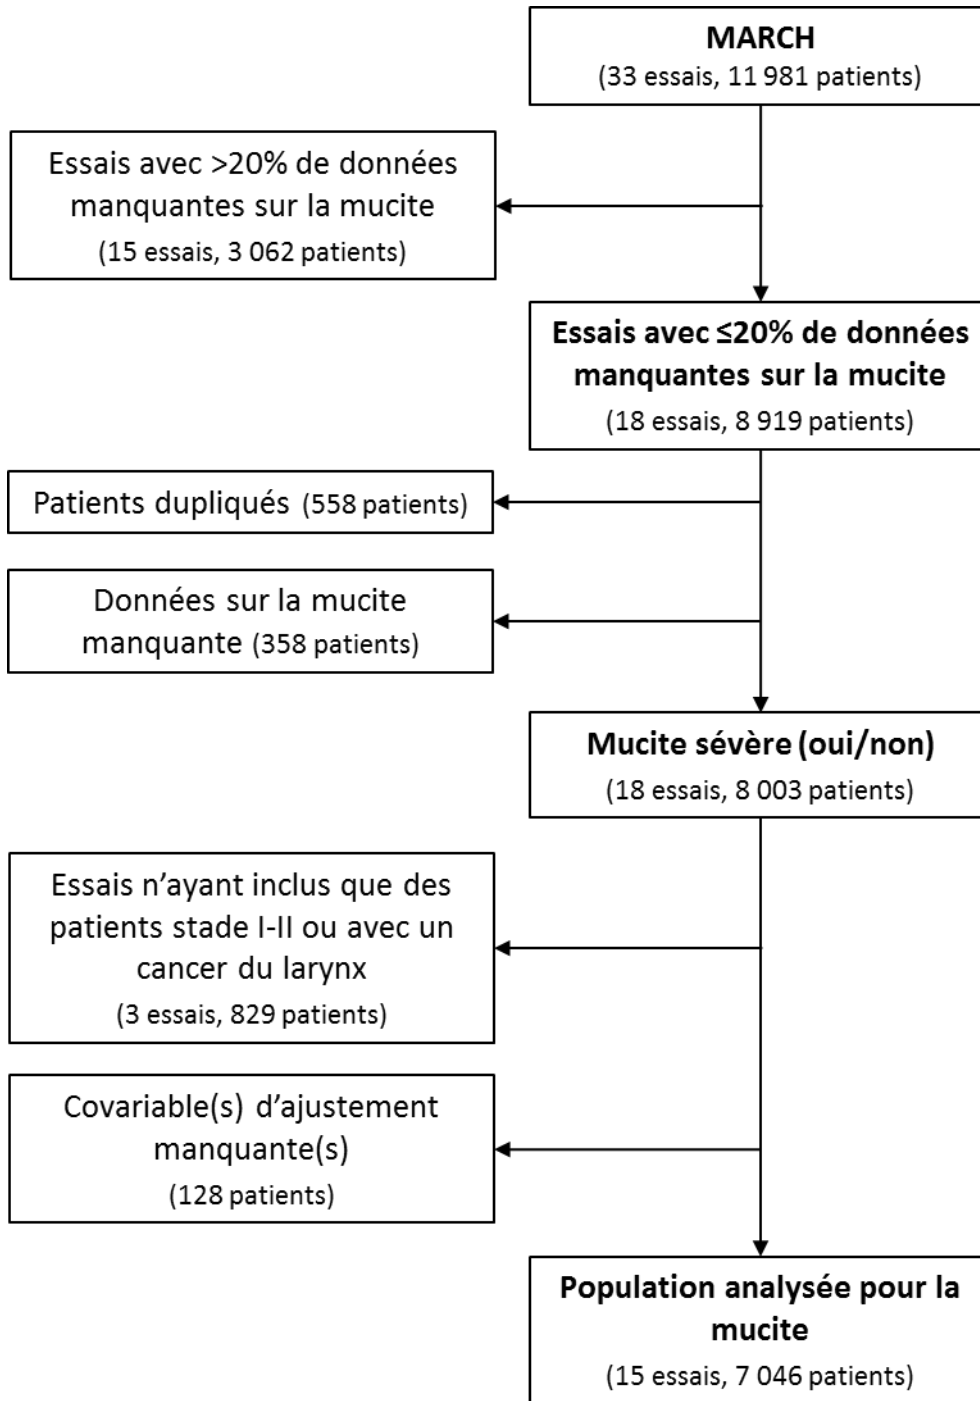 MARCH
(33 essais, 11 981 patients)
Essais avec >20% de données
manquantes sur la mucite
(15 essais, 3 062 patients)
Essais avec ≤20% de données
manquantes sur la mucite
(18 essais, 8 919 patients)
Patients dupliqués (558 patients)
Données sur la mucite
manquante (358 patients)
Mucite sévère (oui/non)
(18 essais, 8 003 patients)
Essais n’ayant inclus que des
patients stade I-II ou avec un
cancer du larynx
(3 essais, 829 patients)
Covariable(s) d’ajustement
manquante(s)
(128 patients)
Population analysée pour la
mucite
(15 essais, 7 046 patients)